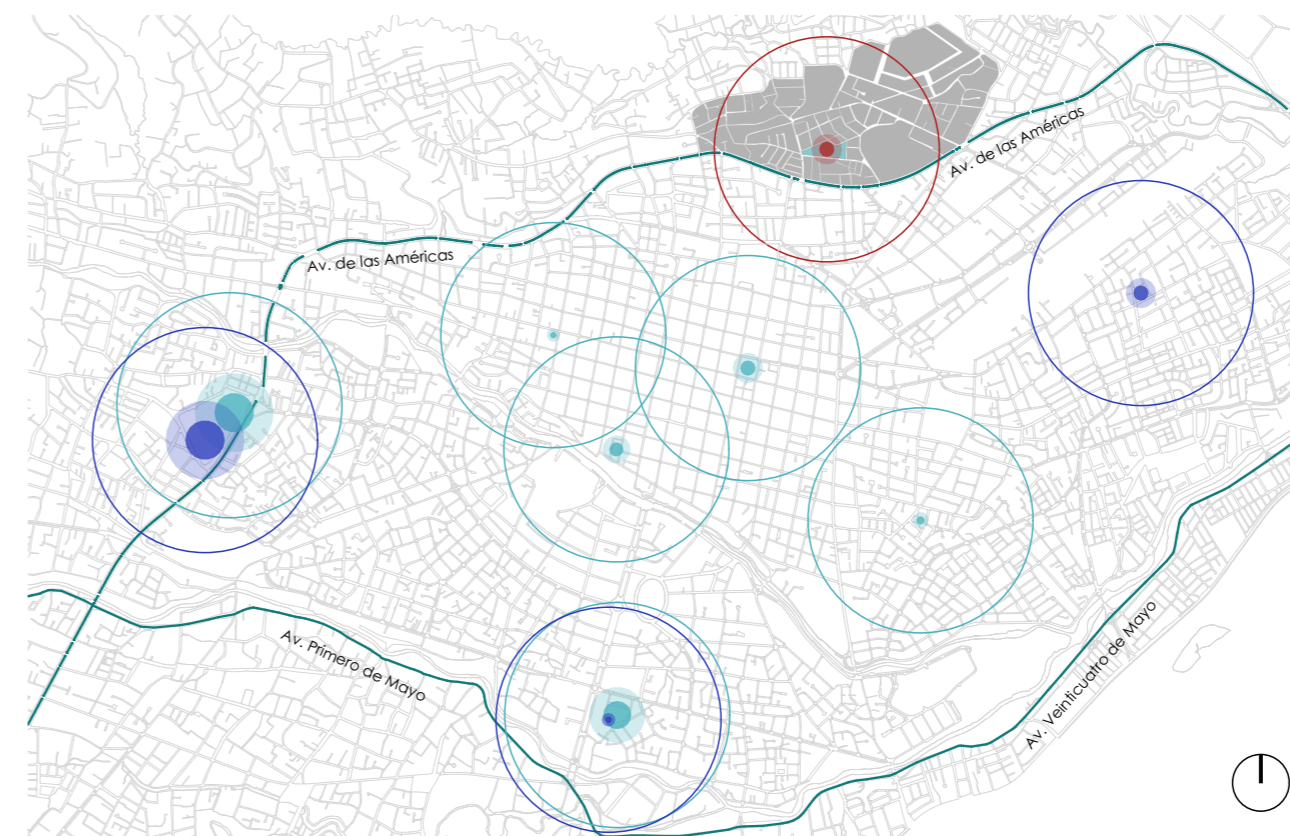 Av. de las Américas
Av. de las Américas
Av. Primero de Mayo
Av. Veinticuatro de Mayo